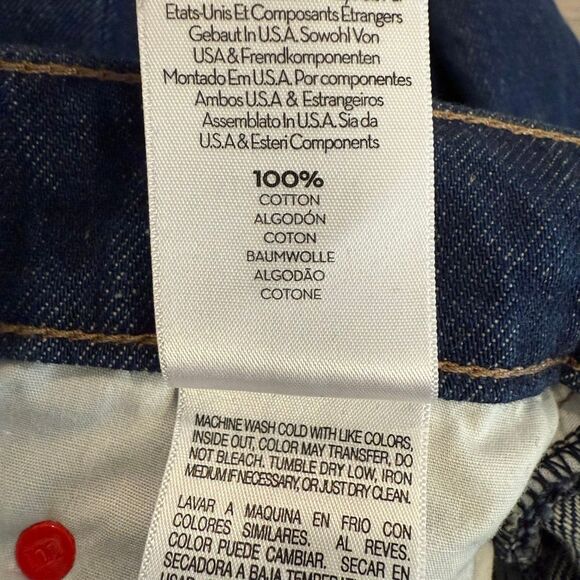 Etats-Unis Et Composants Étrangers
Gebaut In U.S.A. Sowohl Von
USA & Fremdkomponenten
Montado Em U.S.A. Por componentes
Ambos U.S.A & Estrangeiros
Assemblato In U.S.A. Sia da
U.S.A & Esteri Components
100%
COTTON
ALGODÓN
COTON
BAUMWOLLE
ALGODÃO
COTONE
MACHINE WASH COLD WITH LIKE COLORS,
INSIDE OUT, COLOR MAY TRANSFER, DO
NOT BLEACH. TUMBLE DRY LOW, IRON
MEDIUM IF NECESSARY, OR JUST DRY CLEAN.
LAVAR A MAQUINA EN FRIO CON
COLORES SIMILARES. AL REVES.
COLOR PUEDE CAMBIAR. SECAR EN
SECADORA A BAJA TEMPERATURA